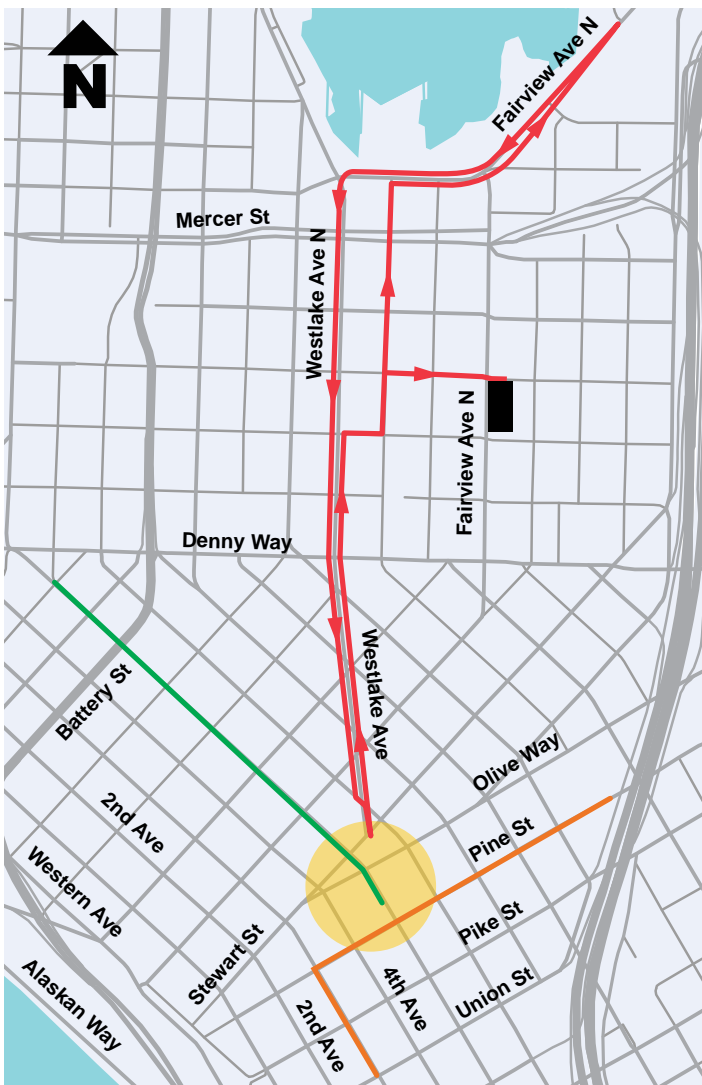 N
Fairview Ave N
Mercer St
Westlake Ave N
Fairview Ave N
Denny Way
Westlake Ave
Battery St
Olive Way
2nd Ave
Pine St
Western Ave
Pike St
Stewart St
Alaskan Way
4th Ave
Union St
2nd Ave